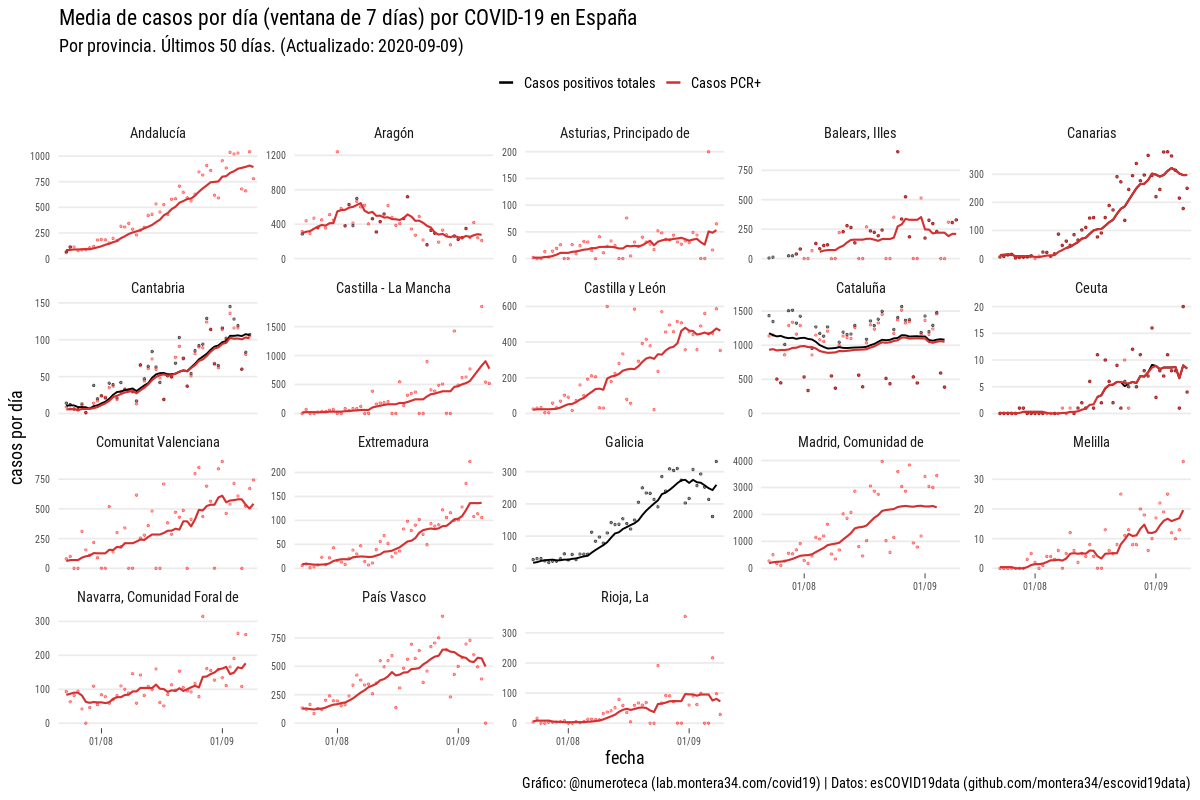 Media de casos por día (ventana de 7 días) por COVID-19 en España
Por provincia. Últimos 50 días. (Actualizado: 2020-09-09)
Casos positivos totales Casos PCR+
casos por día
Andalucía Aragón Asturias, Principado de Balears, Illes Canarias
1000 750 500 250 0
1200 800 400 0
200 150 100 50 0
750 500 250 0
300 200 100 0
Cantabria Castilla - La Mancha Castilla y León Cataluña Ceuta
150 100 50 0
1500 1000 500 0
600 400 200 0
1500 1000 500 0
20 15 10 5 0
Comunitat Valenciana Extremadura Galicia Madrid, Comunidad de Melilla
750 500 250 0
200 150 100 50 0
300 200 100 0
4000 3000 2000 1000 0
30 20 10 0
01/08 01/09 01/08 01/09
Navarra, Comunidad Foral de País Vasco Rioja, La
300 200 100 0
750 500 250 0
300 200 100 0
01/08 01/09 01/08 01/09 01/08 01/09
fecha
Gráfico: @numeroteca (lab.montera34.com/covid19) | Datos: esCOVID19data (github.com/montera34/escovid19data)